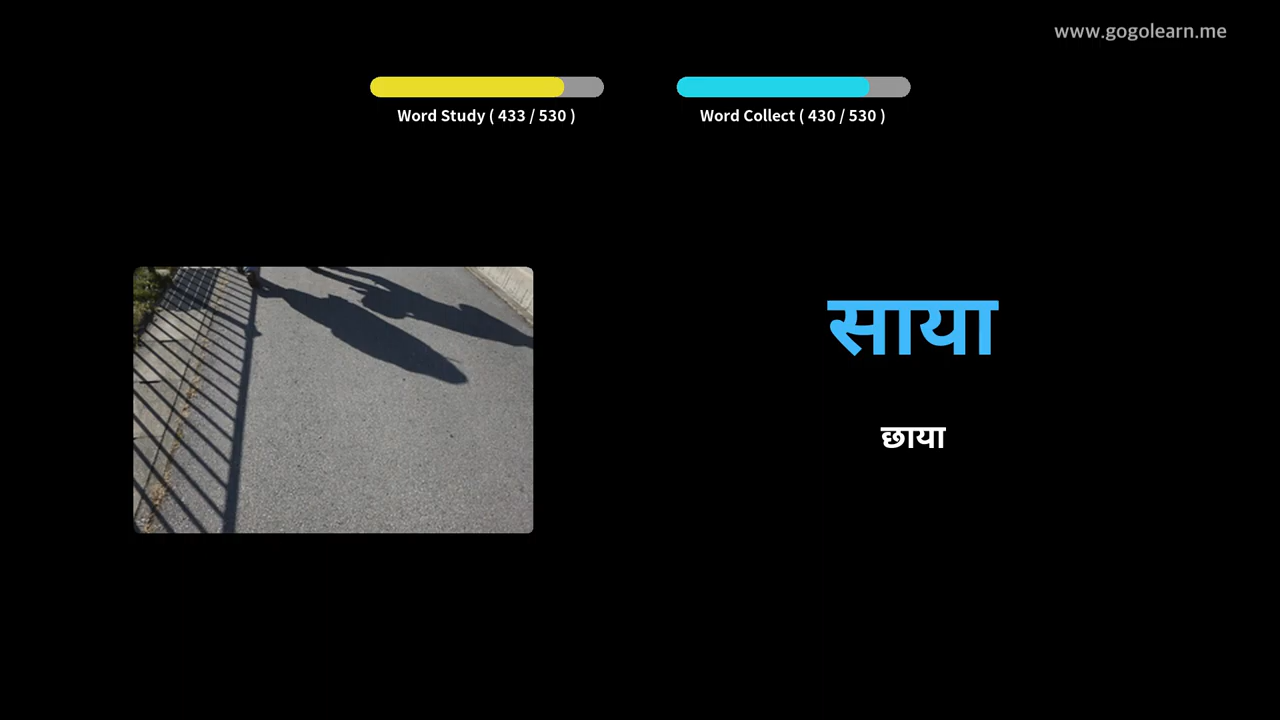 www.gogolearn.me
Word Study ( 433 / 530 )
Word Collect ( 430 / 530 )
साया
छाया